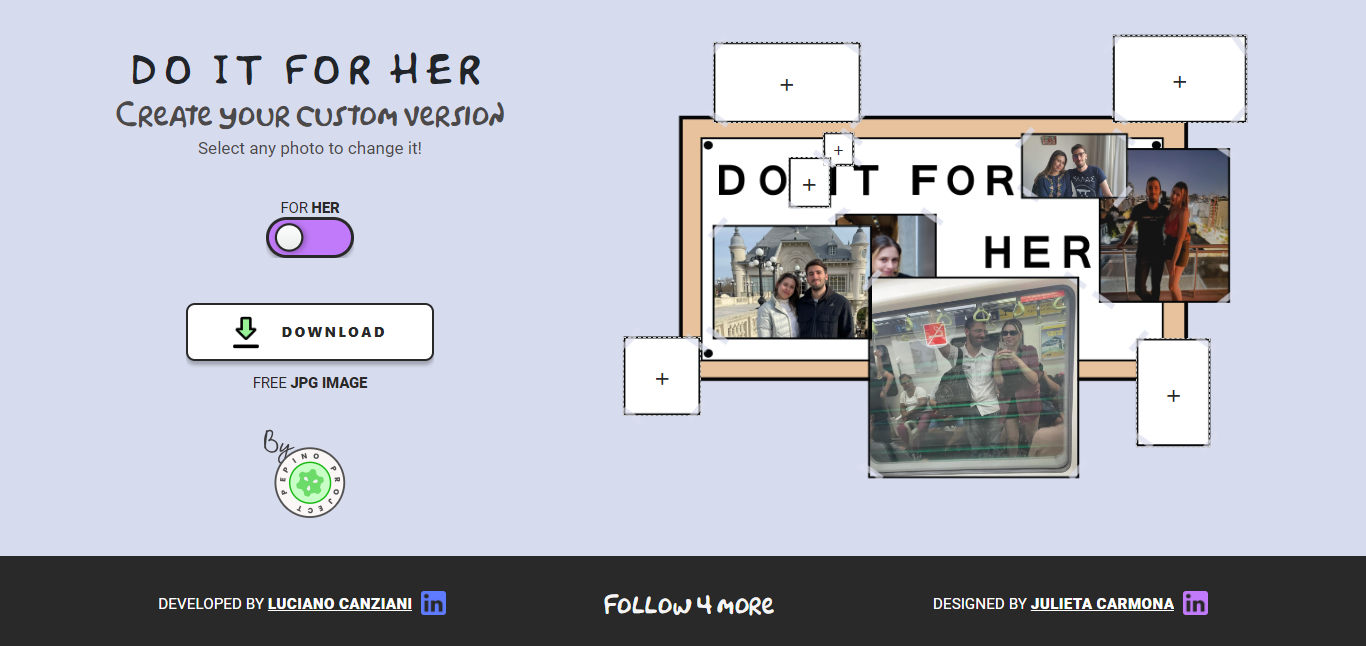 DO IT FOR HER
CREATE YOUR CUSTOM VERSION
Select any photo to change it!
FOR HER
DOWNLOAD
FREE JPG IMAGE
By
PEPINO PROJECT
DO IT FOR
HER
DEVELOPED BY LUCIANO CANZIANI in
FOLLOW 4 MORE
DESIGNED BY JULIETA CARMONA in